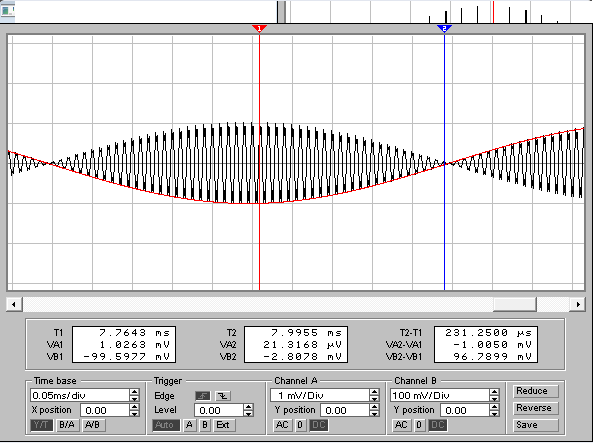 1 2
T1 7.7643 ms T2 7.9955 ms T2-T1 231.2500 µs
VA1 1.0263 mV VA2 21.3168 µV VA2-VA1 -1.0050 mV
VB1 -99.5977 mV VB2 -2.8078 mV VB2-VB1 96.7899 mV
Time base Trigger Channel A Channel B
0.05ms/div Edge 1 mV/Div 100 mV/Div Reduce
X position 0.00 Level 0.00 Y position 0.00 Y position 0.00 Reverse
Y/T B/A A/B Auto A B Ext AC 0 DC AC 0 DC Save